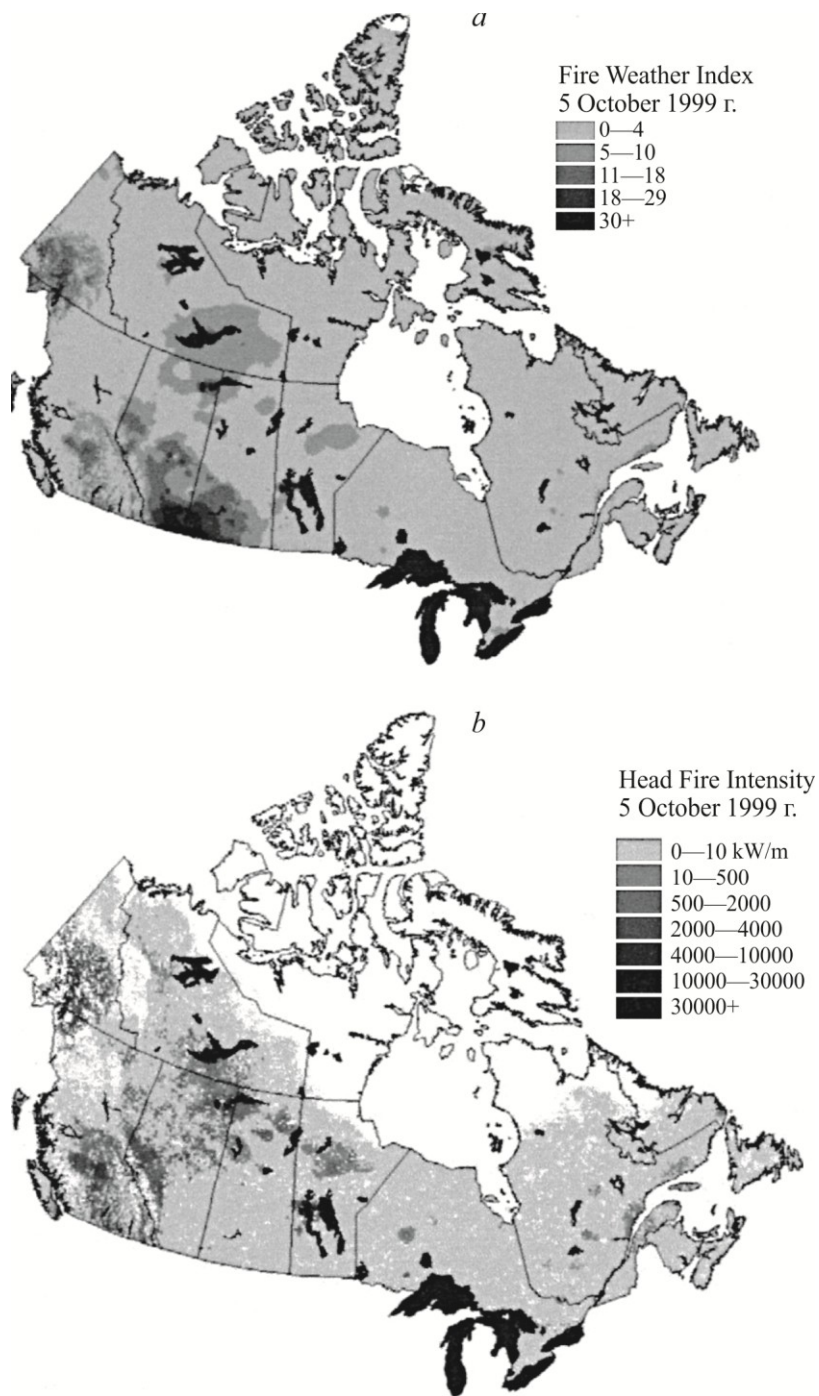 a
Fire Weather Index
5 October 1999 г.
0—4
5—10
11—18
18—29
30+
b
Head Fire Intensity
5 October 1999 г.
0—10 kW/m
10—500
500—2000
2000—4000
4000—10000
10000—30000
30000+